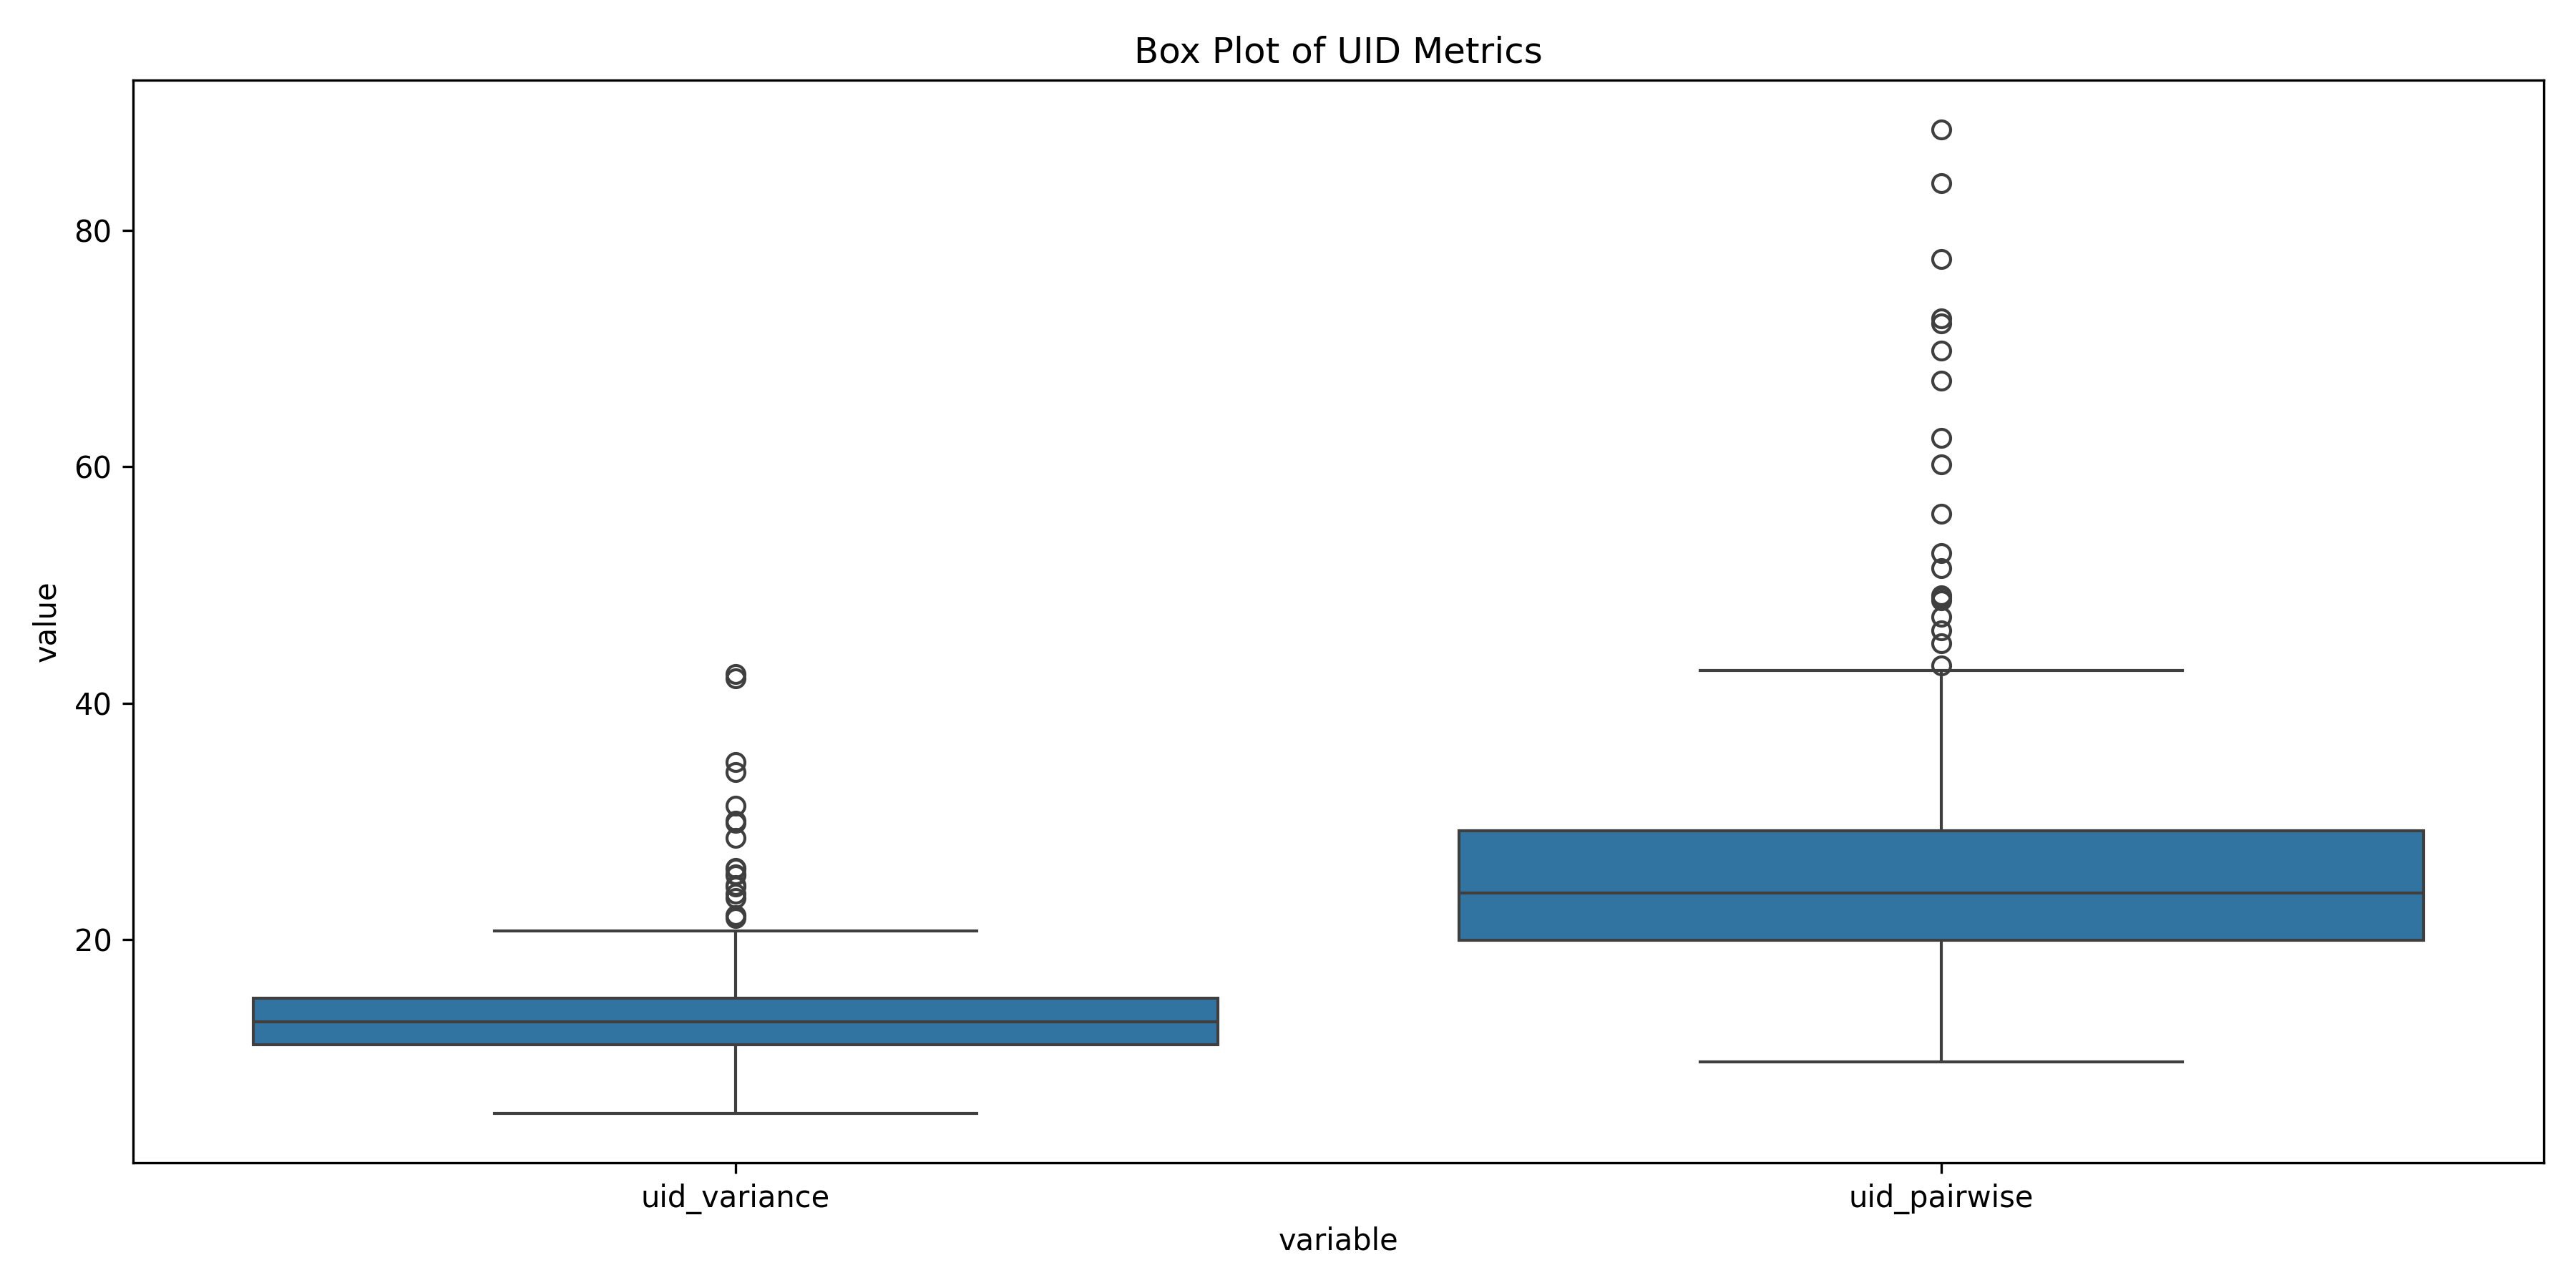 Box Plot of UID Metrics
value
80
60
40
20
uid_variance
uid_pairwise
variable